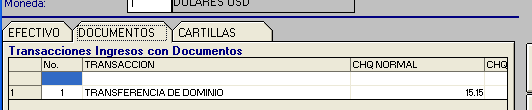 Moneda: 1 DOLARES USD
EFECTIVO DOCUMENTOS CARTILLAS
Transacciones Ingresos con Documentos
No. TRANSACCION CHQ NORMAL CHQ
1 1 TRANSFERENCIA DE DOMINIO 15.15